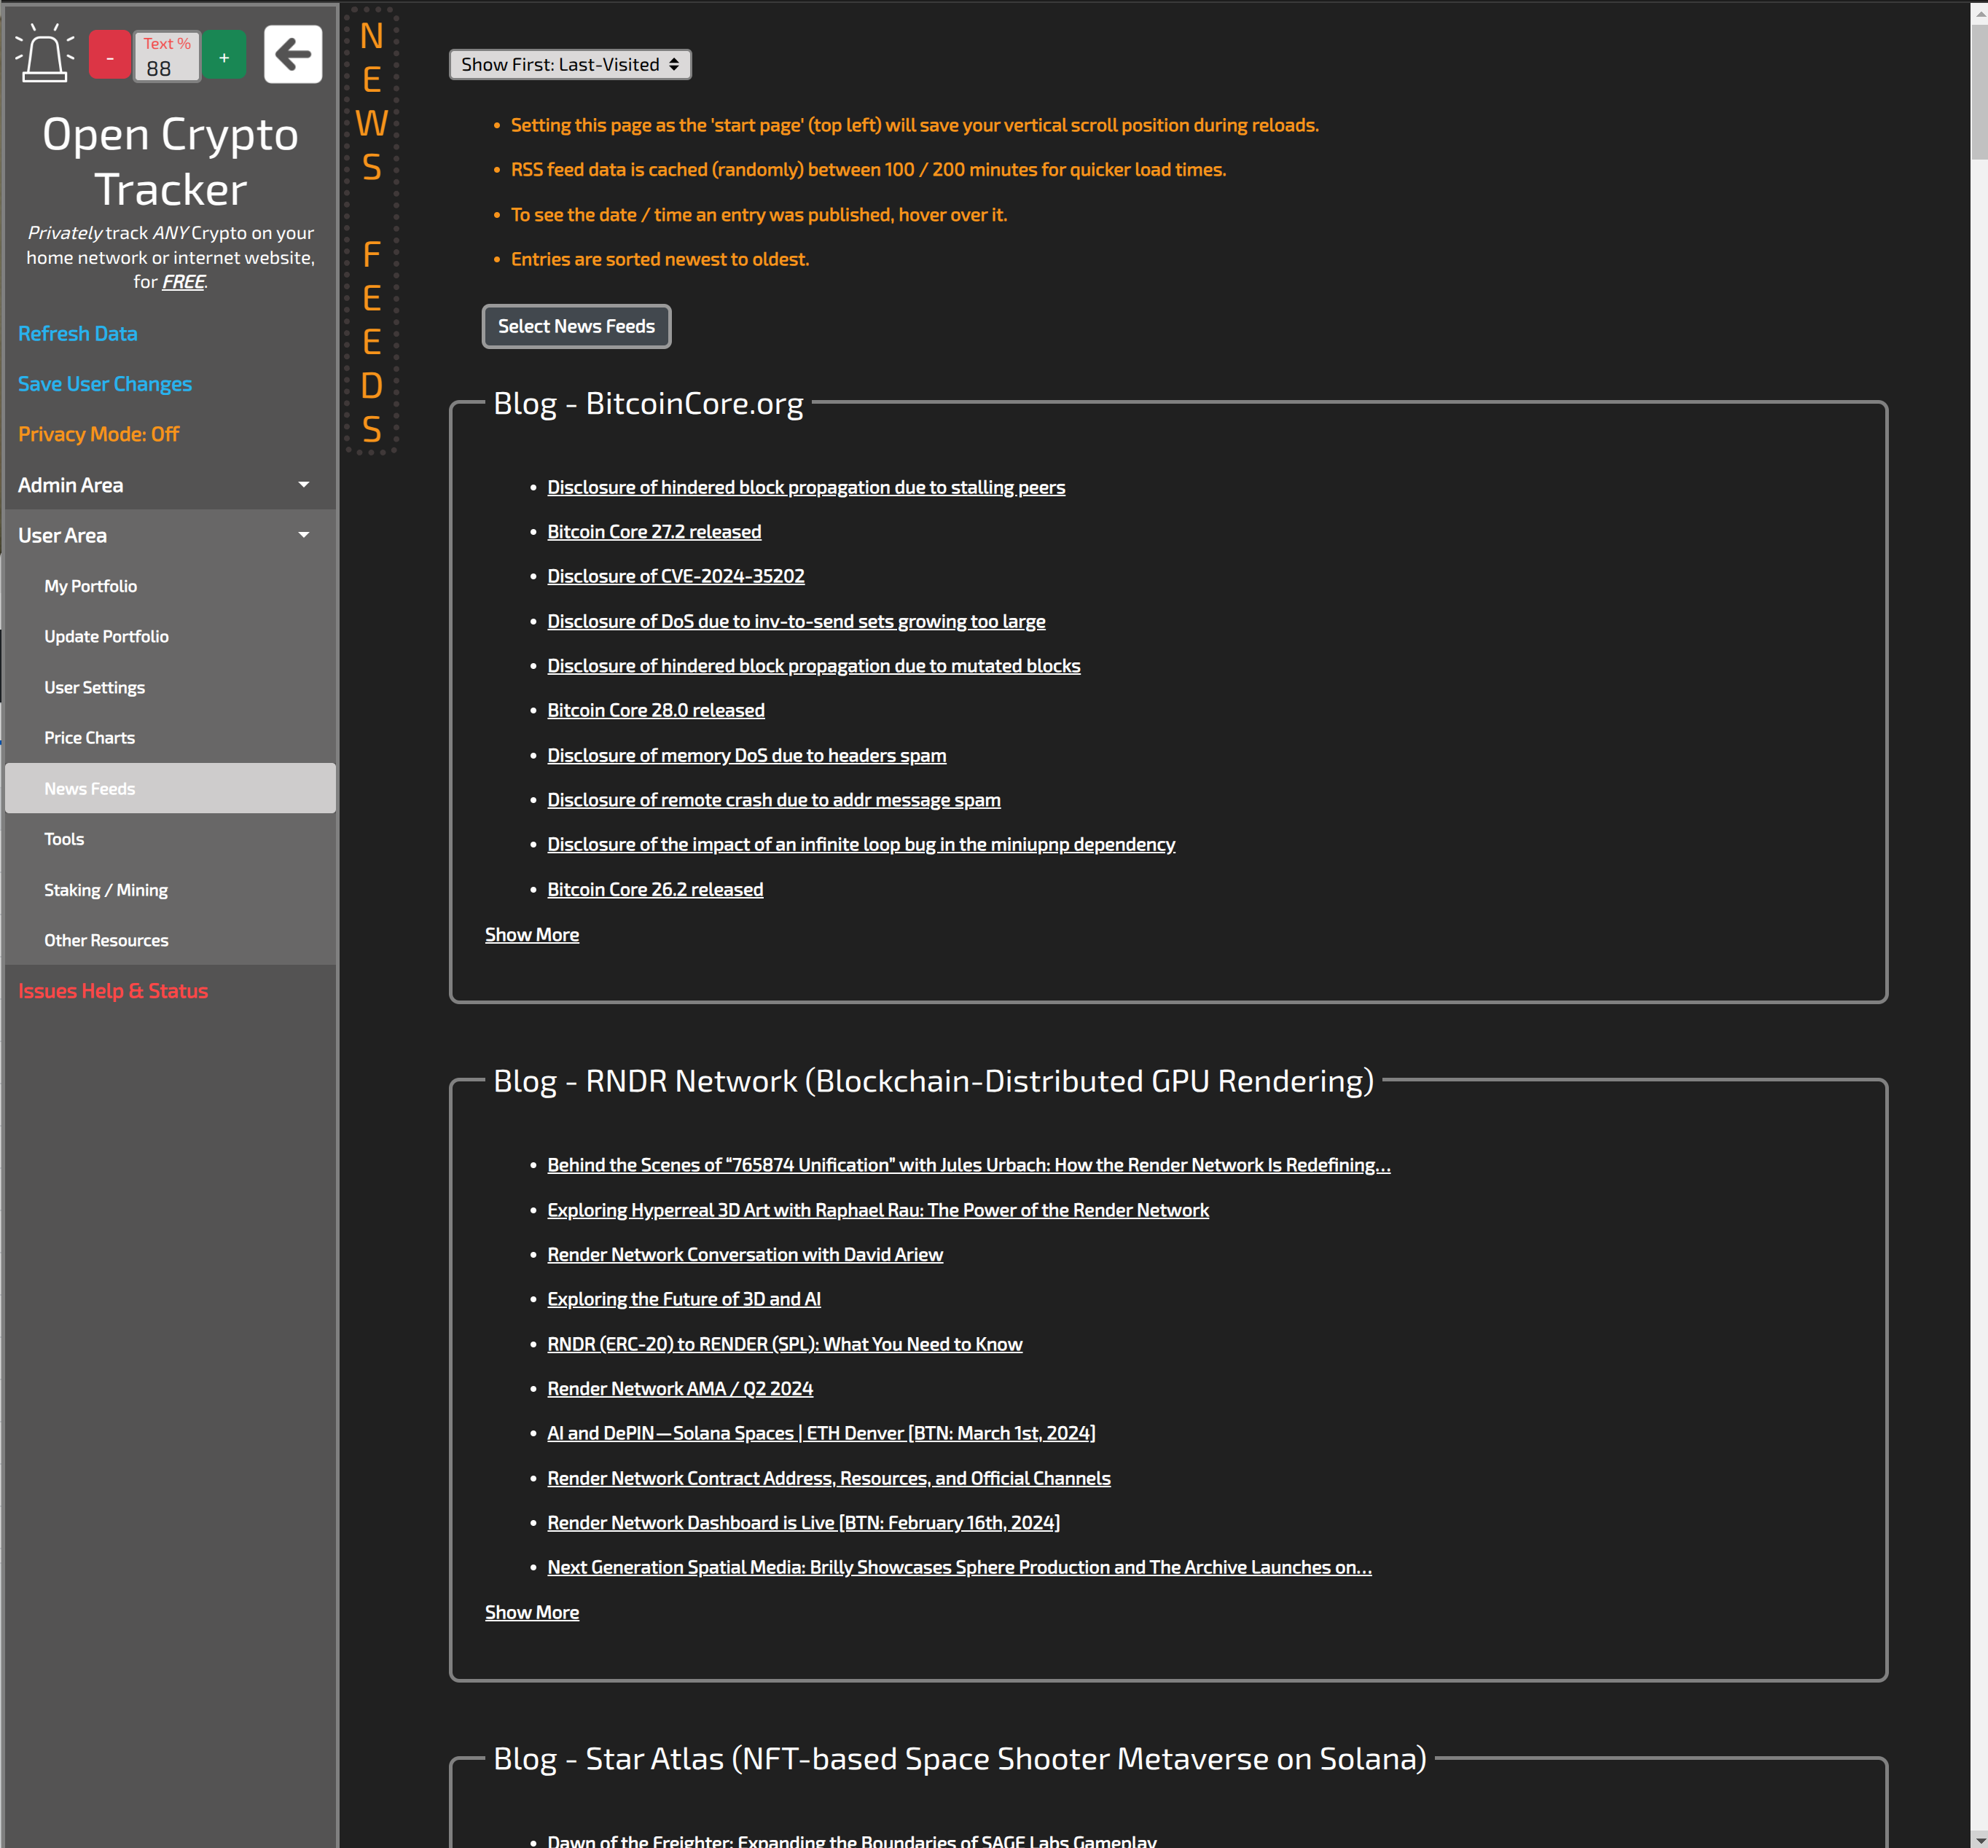 - Text % 88 +
Open Crypto
Tracker
Privately track ANY Crypto on your
home network or internet website,
for FREE.
Refresh Data
Save User Changes
Privacy Mode: Off
Admin Area
User Area
My Portfolio
Update Portfolio
User Settings
Price Charts
News Feeds
Tools
Staking / Mining
Other Resources
Issues Help & Status
NEWS FEEDS
Show First: Last-Visited
Setting this page as the 'start page' (top left) will save your vertical scroll position during reloads.
RSS feed data is cached (randomly) between 100 / 200 minutes for quicker load times.
To see the date / time an entry was published, hover over it.
Entries are sorted newest to oldest.
Select News Feeds
Blog - BitcoinCore.org
Disclosure of hindered block propagation due to stalling peers
Bitcoin Core 27.2 released
Disclosure of CVE-2024-35202
Disclosure of DoS due to inv-to-send sets growing too large
Disclosure of hindered block propagation due to mutated blocks
Bitcoin Core 28.0 released
Disclosure of memory DoS due to headers spam
Disclosure of remote crash due to addr message spam
Disclosure of the impact of an infinite loop bug in the miniupnp dependency
Bitcoin Core 26.2 released
Show More
Blog - RNDR Network (Blockchain-Distributed GPU Rendering)
Behind the Scenes of “765874 Unification” with Jules Urbach: How the Render Network Is Redefining…
Exploring Hyperreal 3D Art with Raphael Rau: The Power of the Render Network
Render Network Conversation with David Ariew
Exploring the Future of 3D and AI
RNDR (ERC-20) to RENDER (SPL): What You Need to Know
Render Network AMA / Q2 2024
AI and DePIN — Solana Spaces | ETH Denver [BTN: March 1st, 2024]
Render Network Contract Address, Resources, and Official Channels
Render Network Dashboard is Live [BTN: February 16th, 2024]
Next Generation Spatial Media: Brilly Showcases Sphere Production and The Archive Launches on…
Show More
Blog - Star Atlas (NFT-based Space Shooter Metaverse on Solana)
Dawn of the Freighter: Expanding the Boundaries of SAGE Labs Gameplay